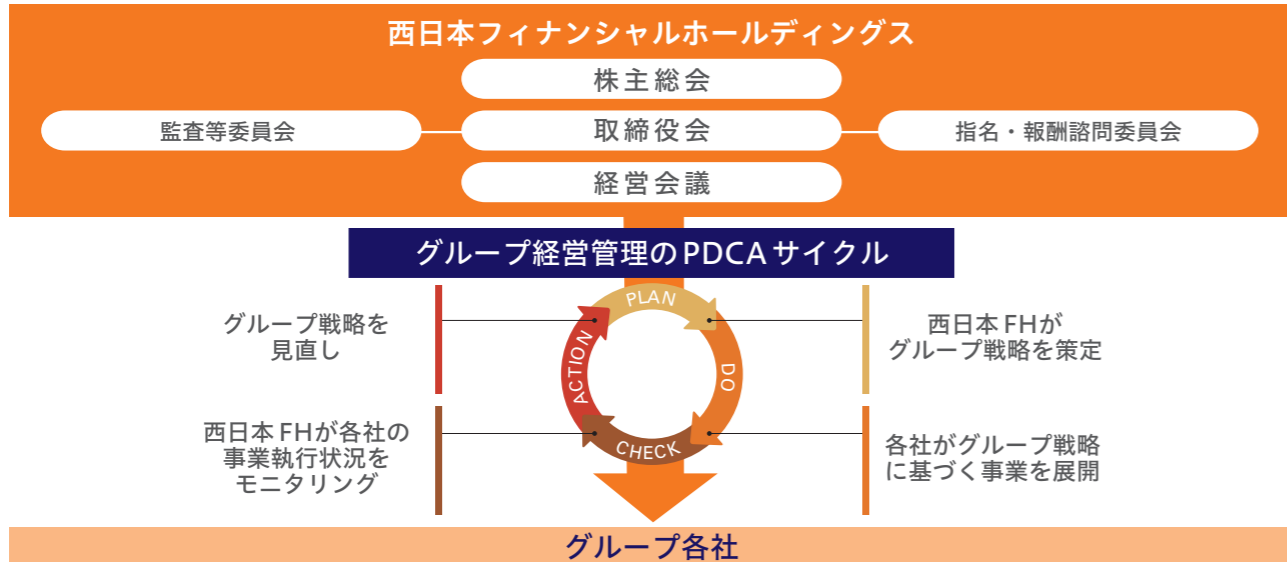 西日本フィナンシャルホールディングス
株主総会
監査等委員会
取締役会
指名・報酬諮問委員会
経営会議
グループ経営管理のPDCAサイクル
PLAN
DO
CHECK
ACTION
グループ戦略を
見直し
西日本FHが
グループ戦略を策定
西日本FHが各社の
事業執行状況を
モニタリング
各社がグループ戦略
に基づく事業を展開
グループ各社